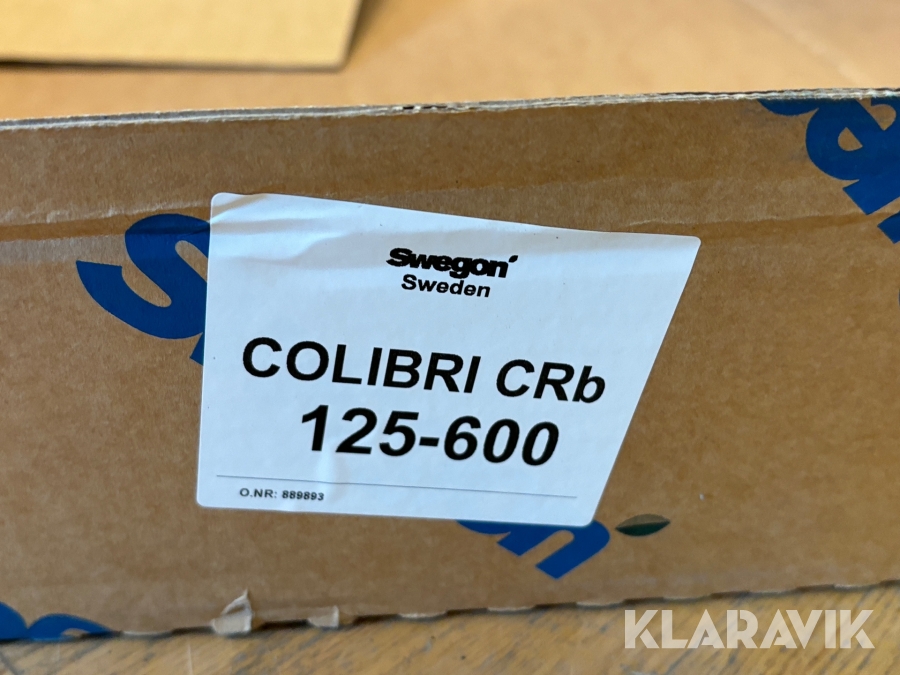 Swegon
Sweden
COLIBRI CRb
125-600
O.NR: 889893
KLARAVIK